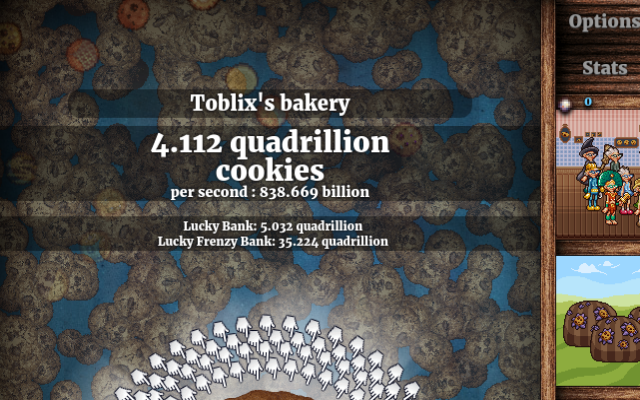 Options
Stats
0
Toblix's bakery
4.112 quadrillion
cookies
per second : 838.669 billion
Lucky Bank: 5.032 quadrillion
Lucky Frenzy Bank: 35.224 quadrillion